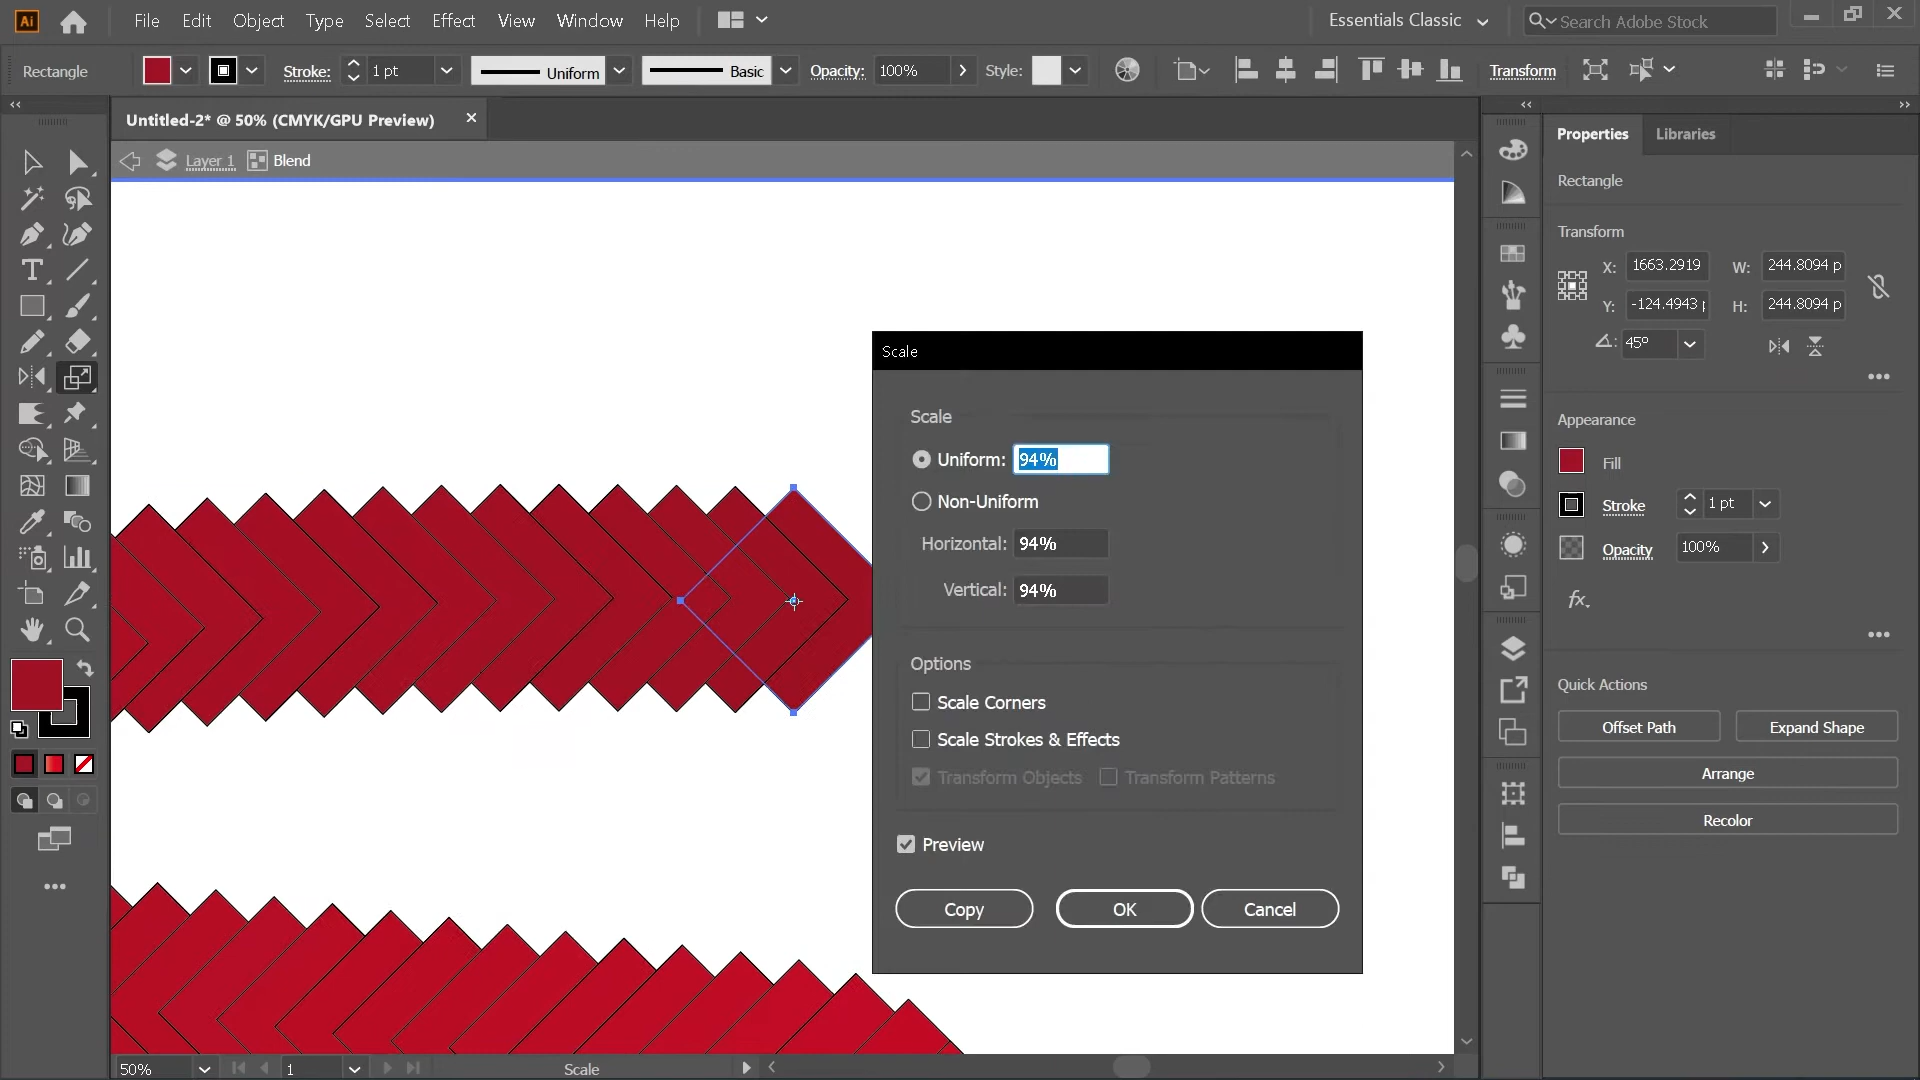 Ai File Edit Object Type Select Effect View Window Help Essentials Classic Search Adobe Stock
Rectangle Stroke: 1 pt Uniform Basic Opacity: 100% Style: Transform
Untitled-2* @ 50% (CMYK/GPU Preview)
Layer 1 Blend
Scale
Scale
Uniform: 94%
Non-Uniform
Horizontal: 94%
Vertical: 94%
Options
Scale Corners
Scale Strokes & Effects
Transform Objects Transform Patterns
Preview
Copy OK Cancel
Properties Libraries
Rectangle
Transform
X: 1663.2919 W: 244.8094 p
Y: -124.4943 H: 244.8094 p
45°
Appearance
Fill
Stroke 1 pt
Opacity 100%
fx.
Quick Actions
Offset Path Expand Shape
Arrange
Recolor
50% 1 Scale